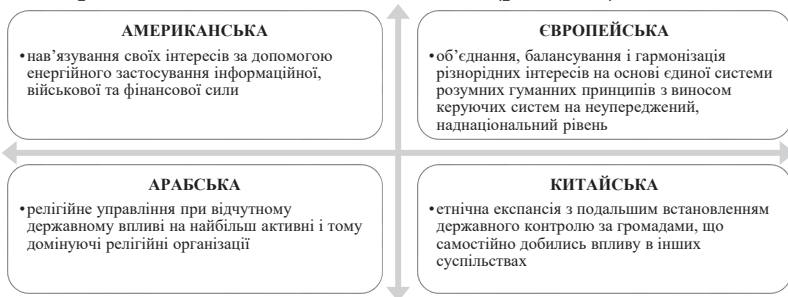 АМЕРИКАНСЬКА
•нав’язування своїх інтересів за допомогою
енергійного застосування інформаційної,
військової та фінансової сили
ЄВРОПЕЙСЬКА
•об’єднання, балансування і гармонізація
різнорідних інтересів на основі єдиної системи
розумних гуманних принципів з виносом
керуючих систем на неупереджений,
наднаціональний рівень
АРАБСЬКА
•релігійне управління при відчутному
державному впливі на найбільш активні і тому
домінуючі релігійні організації
КИТАЙСЬКА
•етнічна експансія з подальшим встановленням
державного контролю за громадами, що
самостійно добились впливу в інших
суспільствах